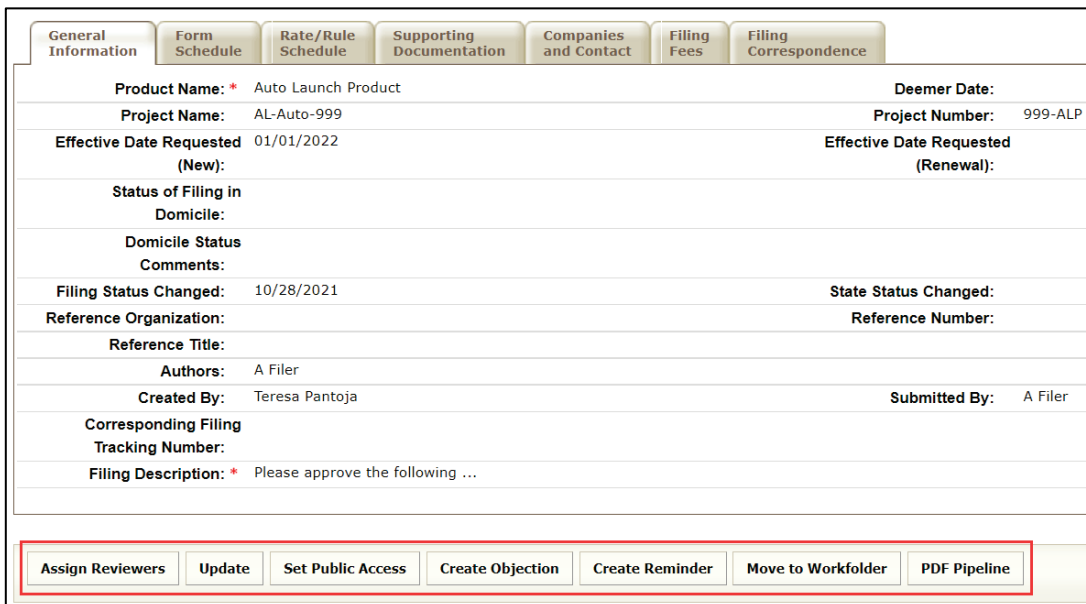 General Information Form Schedule Rate/Rule Schedule Supporting Documentation Companies and Contact Filing Fees Filing Correspondence
Product Name: * Auto Launch Product Deemer Date:
Project Name: AL-Auto-999 Project Number: 999-ALP
Effective Date Requested 01/01/2022 Effective Date Requested
(New): (Renewal):
Status of Filing in
Domicile:
Domicile Status
Comments:
Filing Status Changed: 10/28/2021 State Status Changed:
Reference Organization: Reference Number:
Reference Title:
Authors: A Filer
Created By: Teresa Pantoja Submitted By: A Filer
Corresponding Filing
Tracking Number:
Filing Description: * Please approve the following ...
Assign Reviewers Update Set Public Access Create Objection Create Reminder Move to Workfolder PDF Pipeline